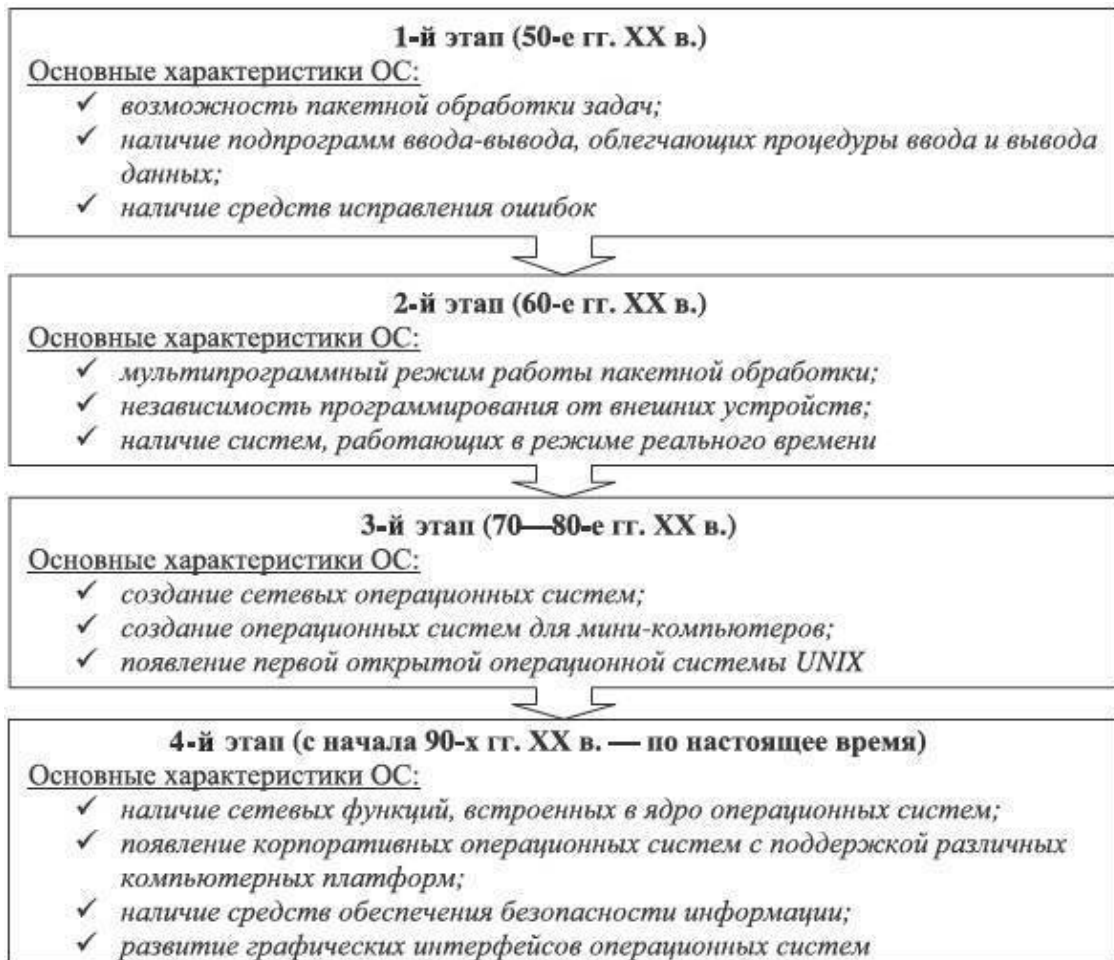 1-й этап (50-е гг. XX в.)
Основные характеристики ОС:
✓ возможность пакетной обработки задач;
✓ наличие подпрограмм ввода-вывода, облегчающих процедуры ввода и вывода
данных;
✓ наличие средств исправления ошибок
2-й этап (60-е гг. XX в.)
Основные характеристики ОС:
✓ мультипрограммный режим работы пакетной обработки;
✓ независимость программирования от внешних устройств;
✓ наличие систем, работающих в режиме реального времени
3-й этап (70—80-е гг. XX в.)
Основные характеристики ОС:
✓ создание сетевых операционных систем;
✓ создание операционных систем для мини-компьютеров;
✓ появление первой открытой операционной системы UNIX
4-й этап (с начала 90-х гг. XX в. — по настоящее время)
Основные характеристики ОС:
✓ наличие сетевых функций, встроенных в ядро операционных систем;
✓ появление корпоративных операционных систем с поддержкой различных
компьютерных платформ;
✓ наличие средств обеспечения безопасности информации;
✓ развитие графических интерфейсов операционных систем